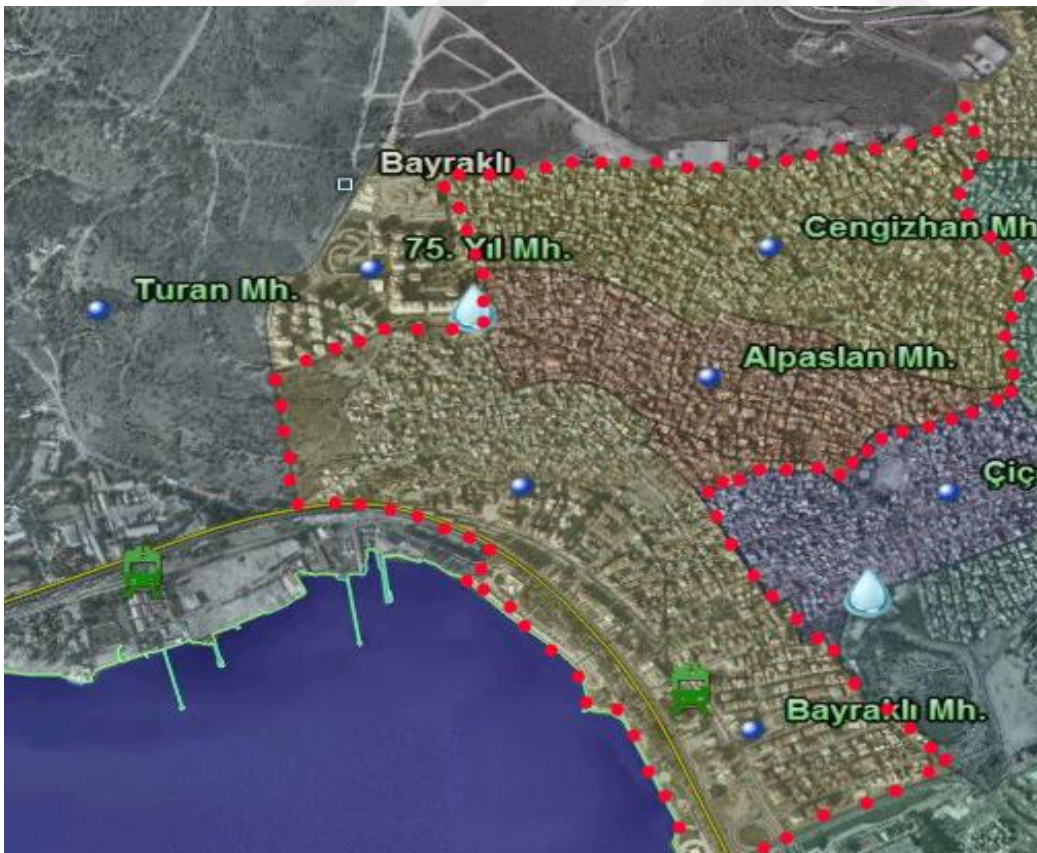 Bayraklı
75. Yıl Mh.
Cengizhan Mh
Turan Mh.
Alpaslan Mh.
Çiç
Bayraklı Mh.